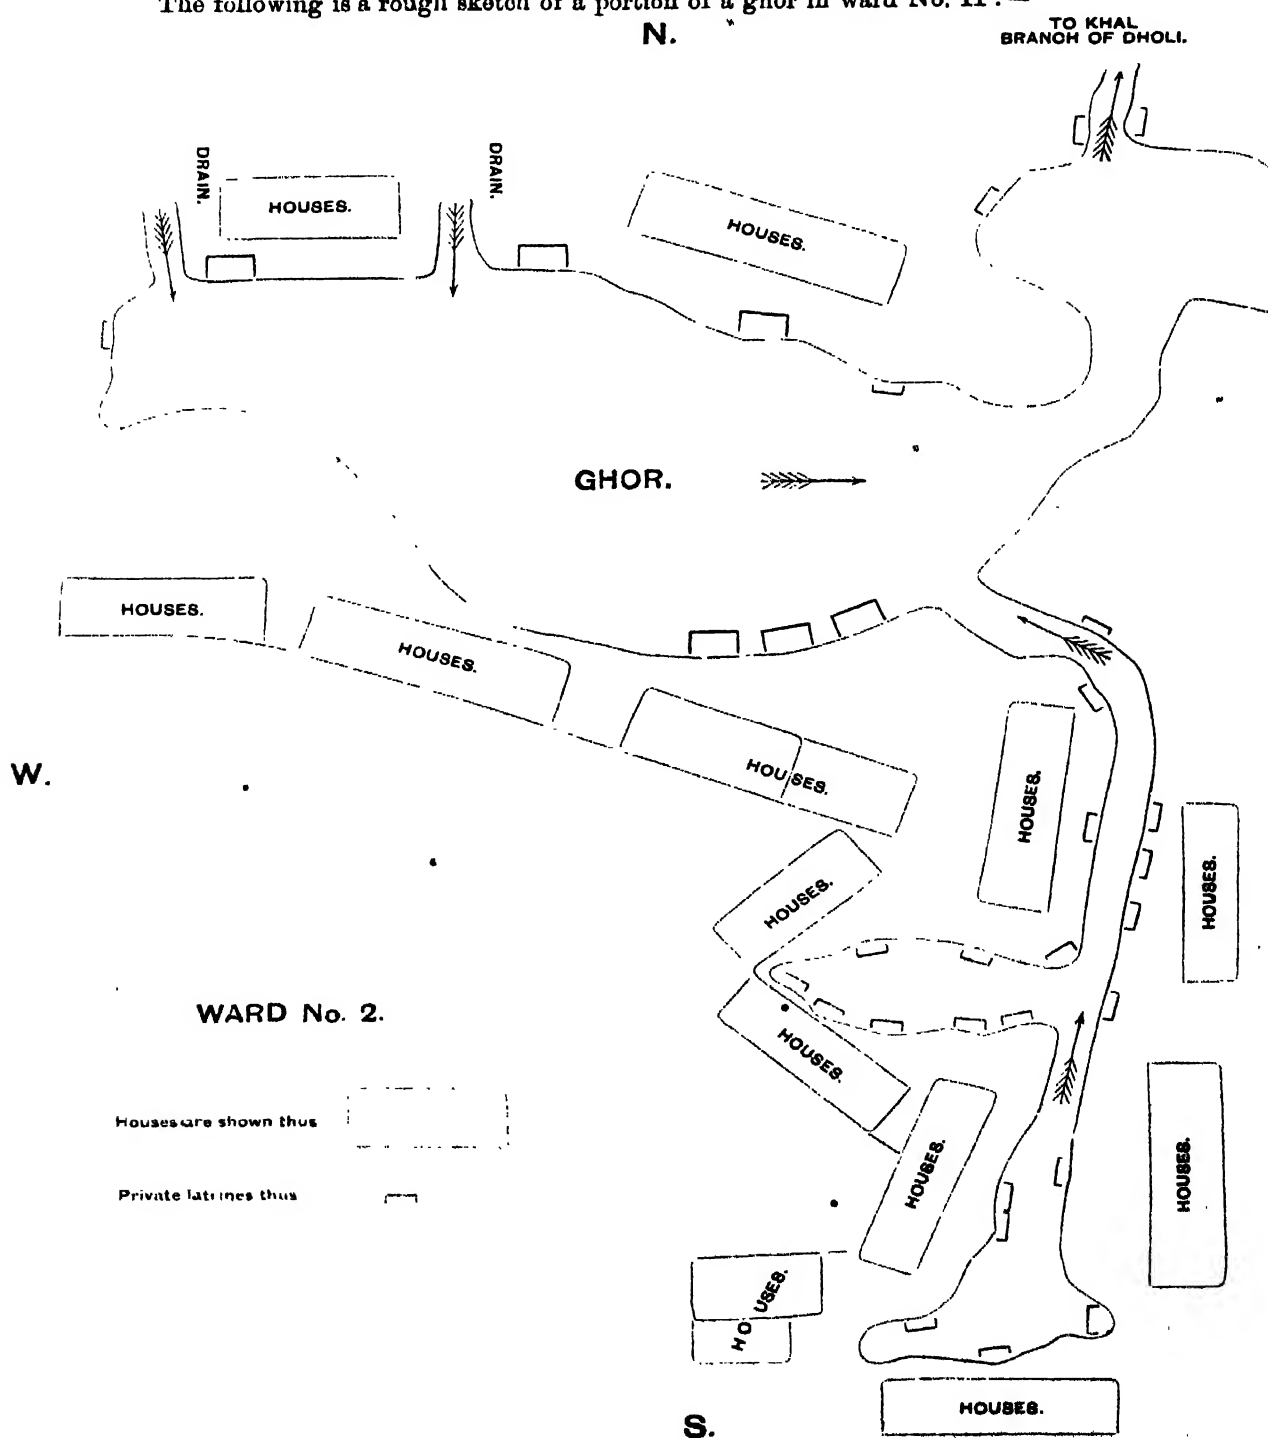 The following is a rough sketch of a portion of a ghor in ward No. II :—
N.
TO KHAL
BRANCH OF DHOLI.
DRAIN.
HOUSES.
DRAIN.
HOUSES.
GHOR.
HOUSES.
HOUSES.
HOUSES.
HOUSES.
HOUSES.
HOUSES.
W.
WARD No. 2.
HOUSES.
Houses are shown thus
HOUSES.
HOUSES.
Private latrines thus
HOUSES.
HOUSES.
S.